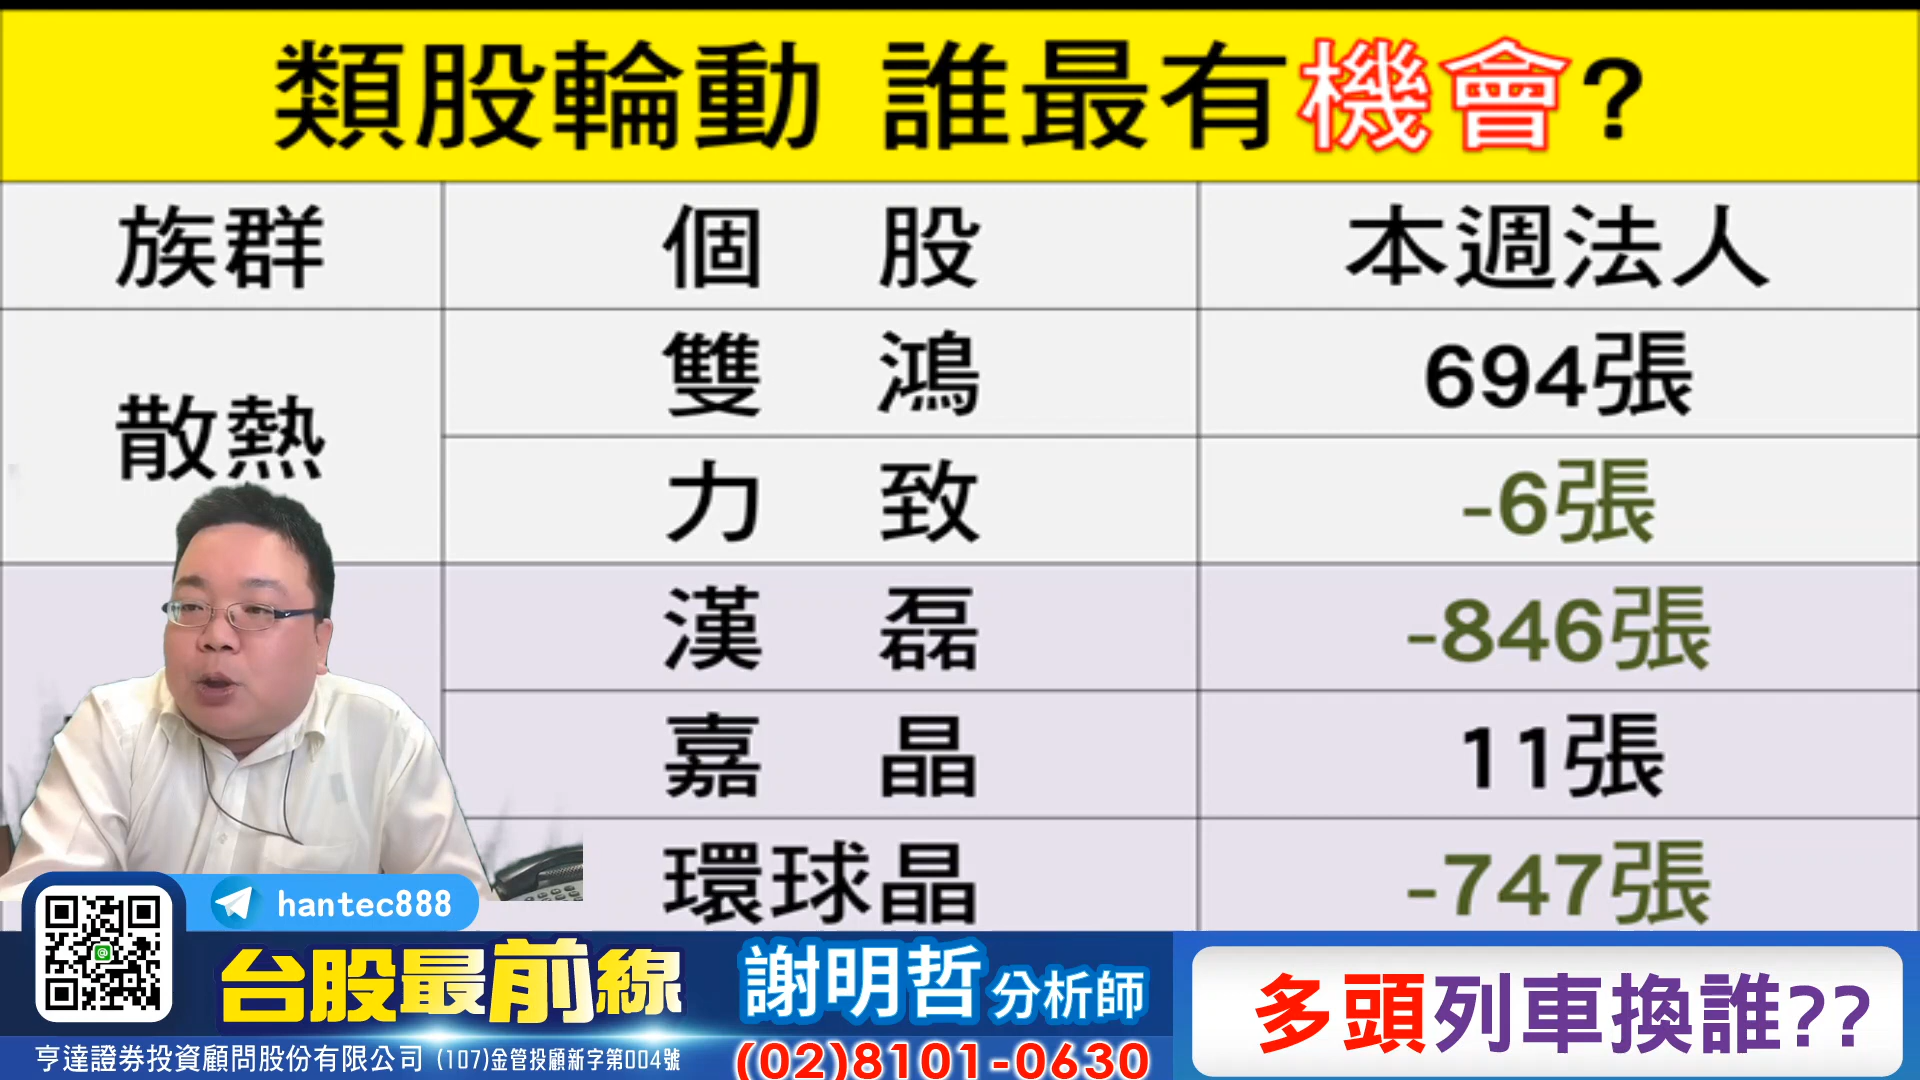 類股輪動 誰最有機會?
族群 個股 本週法人
散熱
雙鴻 694張
力致 -6張
漢磊 -846張
嘉晶 11張
環球晶 -747張
hantec888
台股最前線
謝明哲 分析師
多頭列車換誰??
亨達證券投資顧問股份有限公司 (107)金管投顧新字第004號
(02)8101-0630